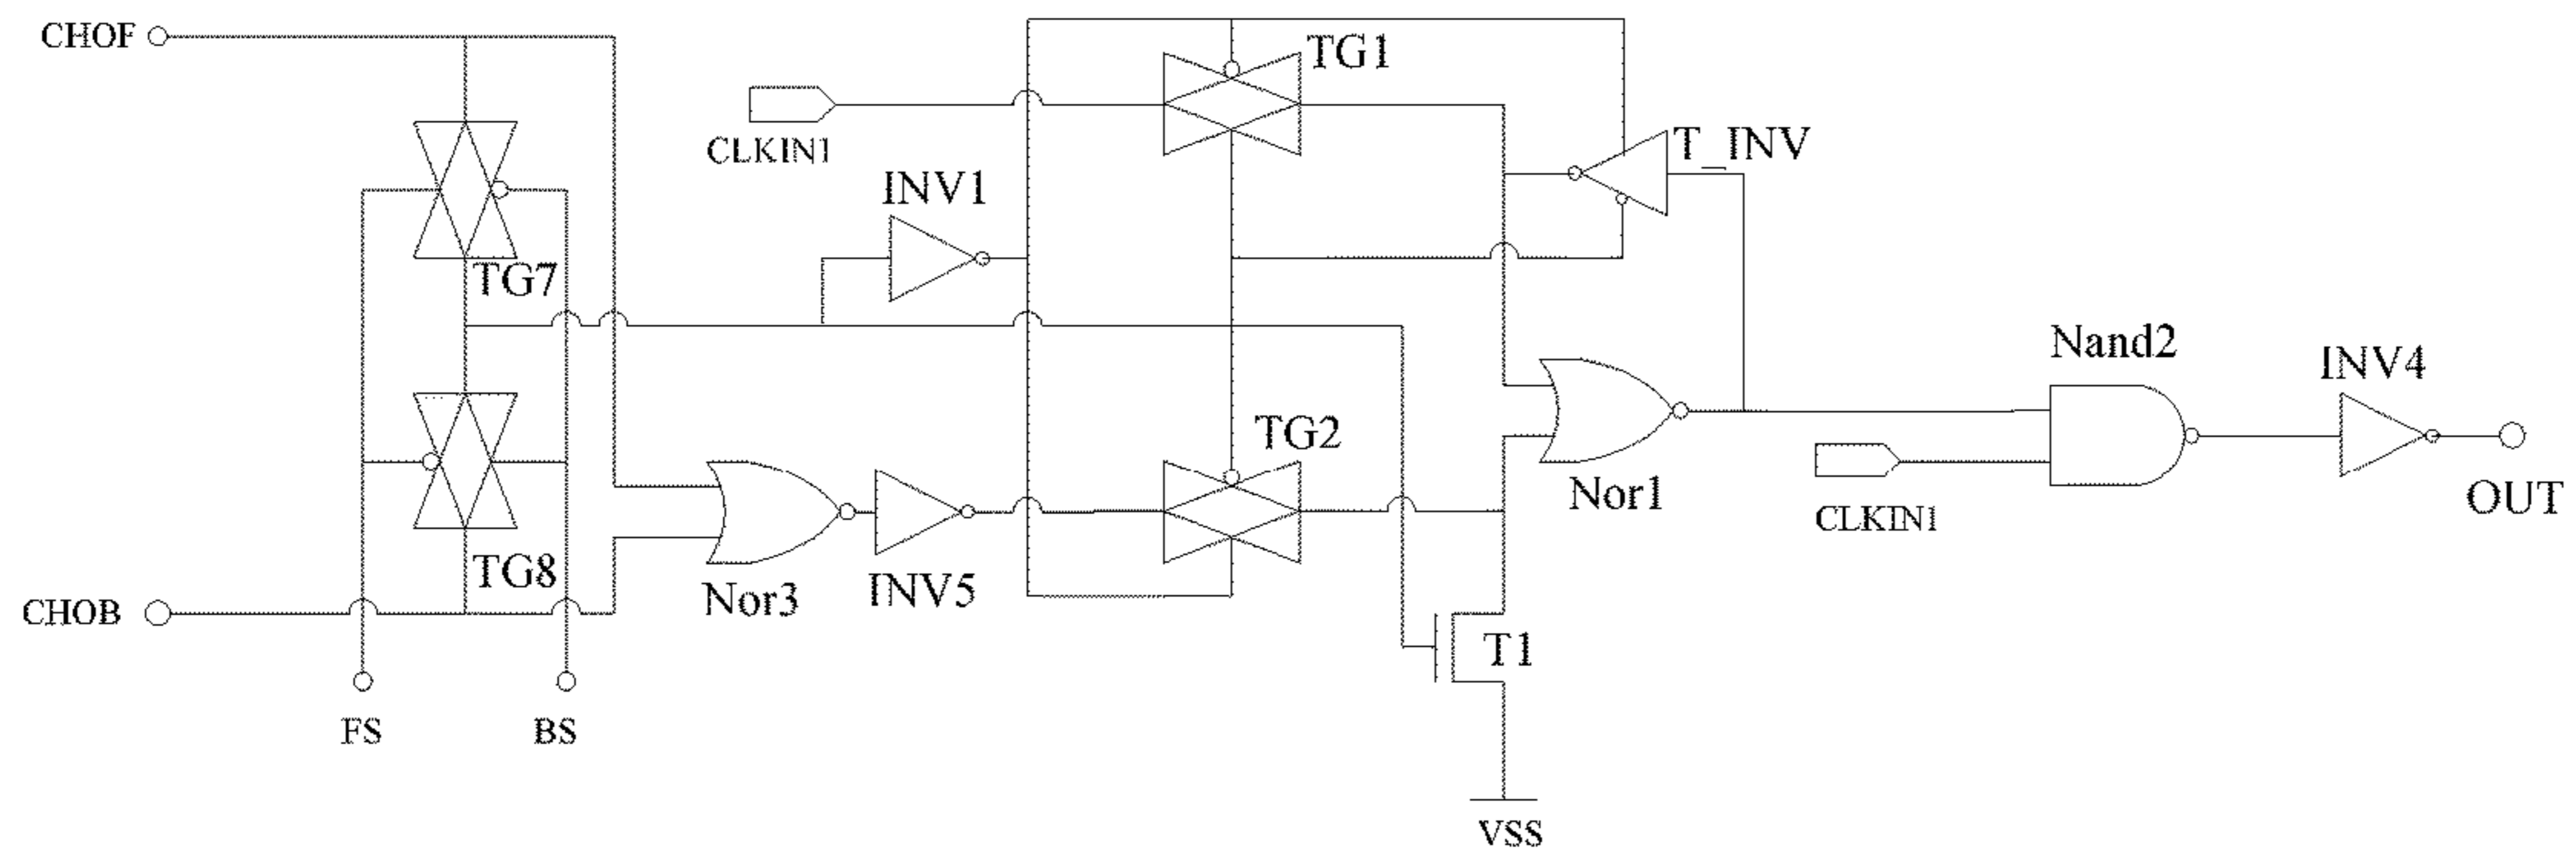 CHOF
TG1
CLKIN1
T_INV
INV1
TG7
Nand2
INV4
TG2
Nor1
OUT
CLKIN1
TG8
Nor3
INV5
CHOB
T1
FS
BS
VSS